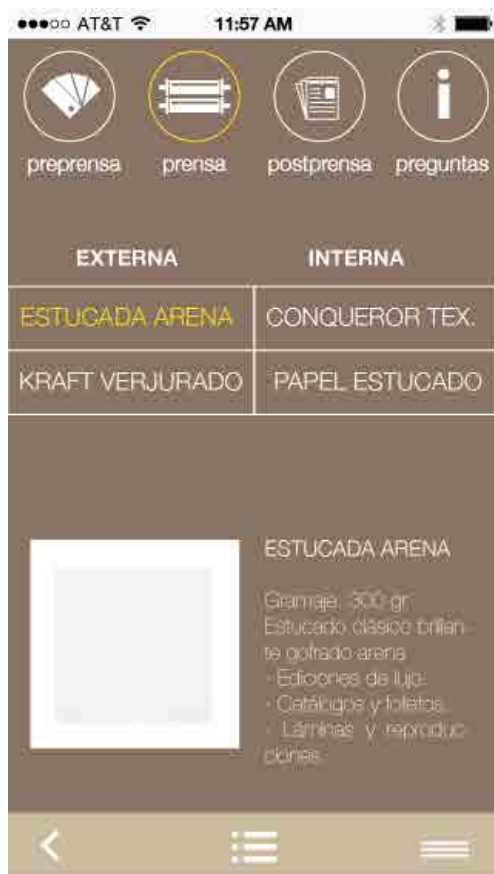 AT&T 11:57 AM
preprensa prensa postprensa preguntas
EXTERNA INTERNA
ESTUCADA ARENA CONQUEROR TEX.
KRAFT VERJURADO PAPEL ESTUCADO
ESTUCADA ARENA
Gramaje: 300 gr
Estucado clásico brillan-
te gofrado arena
- Ediciones de lujo.
- Catálogos y folletos.
- Láminas y reproduc-
ciones.